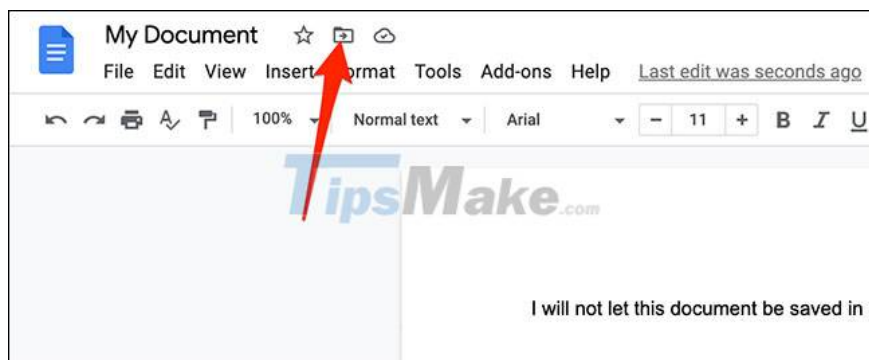 My Document
File Edit View Insert Format Tools Add-ons Help Last edit was seconds ago
100% Normal text Arial − 11 + B I U
TipsMake.com
I will not let this document be saved in